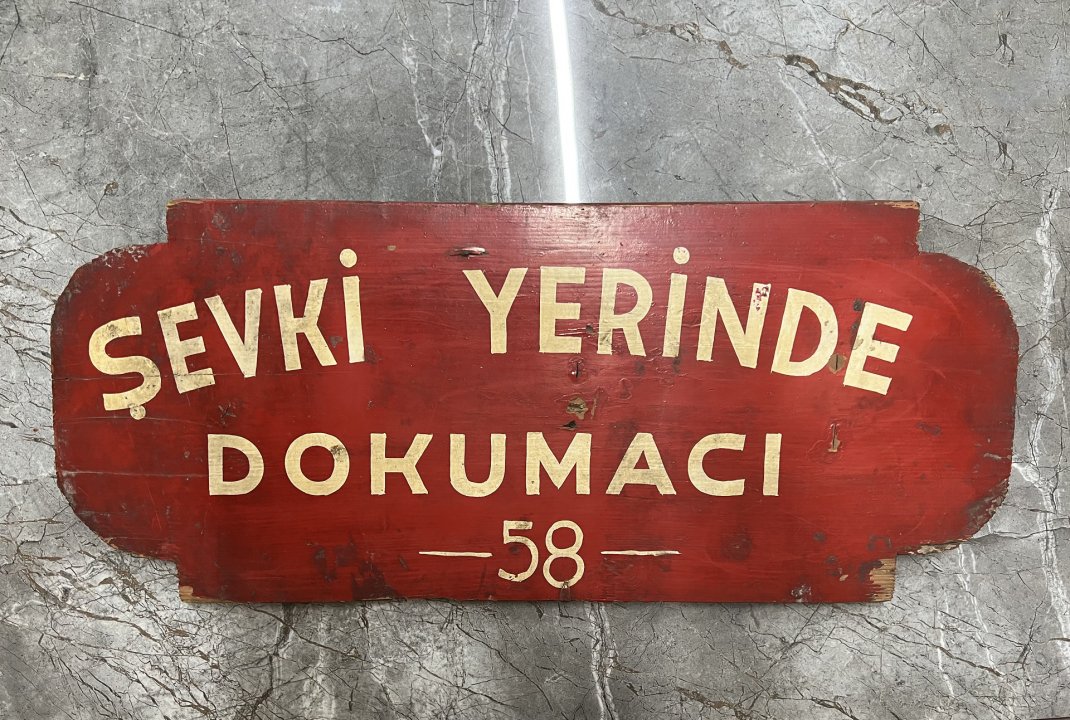 ŞEVKİ YERİNDE
DOKUMACI
— 58 —